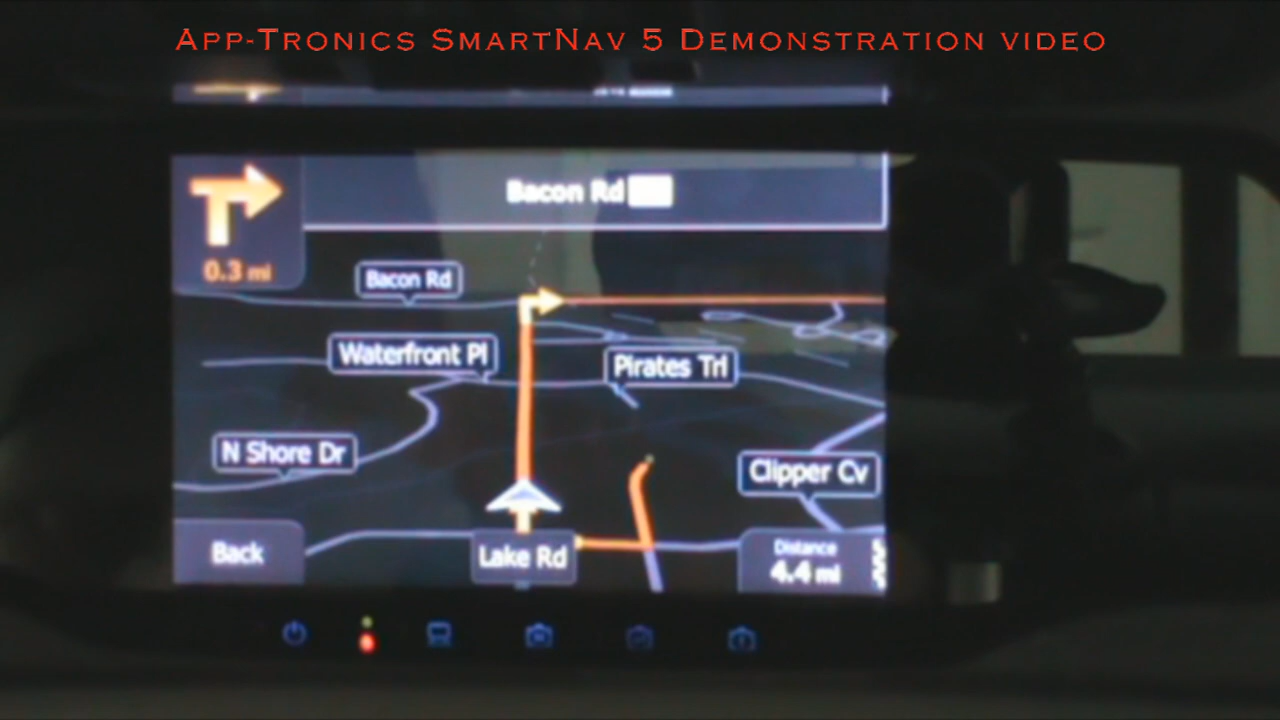 App-Tronics SmartNav 5 Demonstration video
Bacon Rd
0.3 mi
Bacon Rd
Waterfront Pl
Pirates Trl
N Shore Dr
Clipper Cv
Back
Lake Rd
Distance
4.4 mi